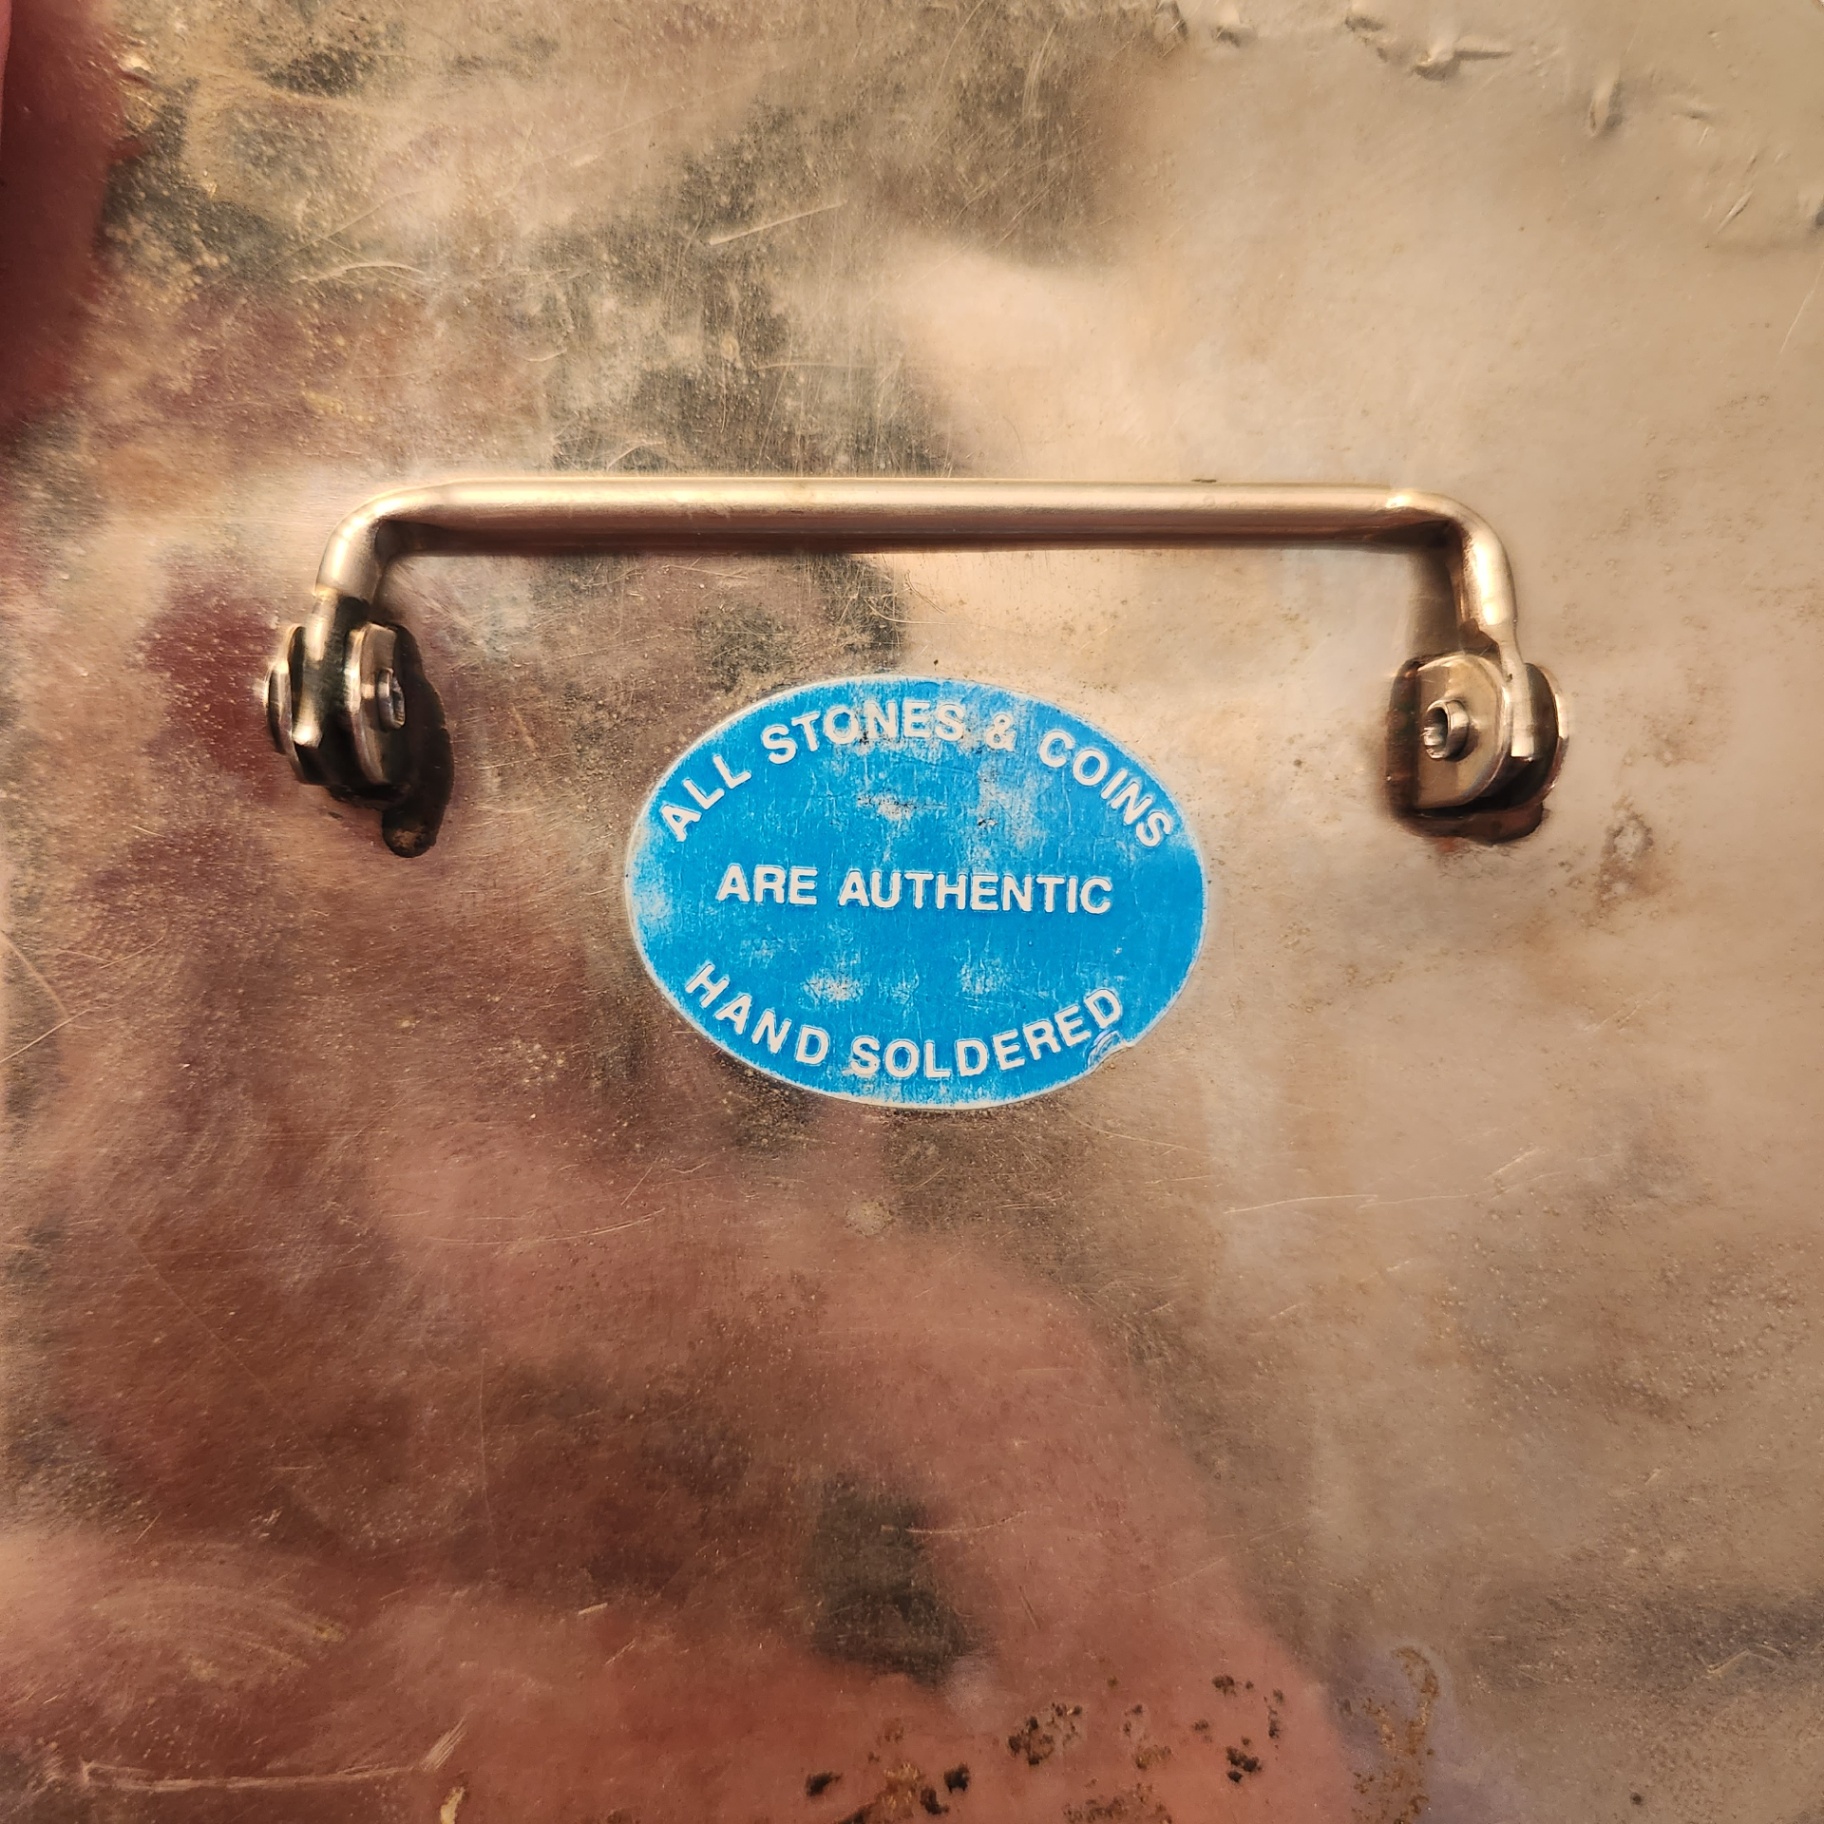 ALL STONES & COINS
ARE AUTHENTIC
HAND SOLDERED